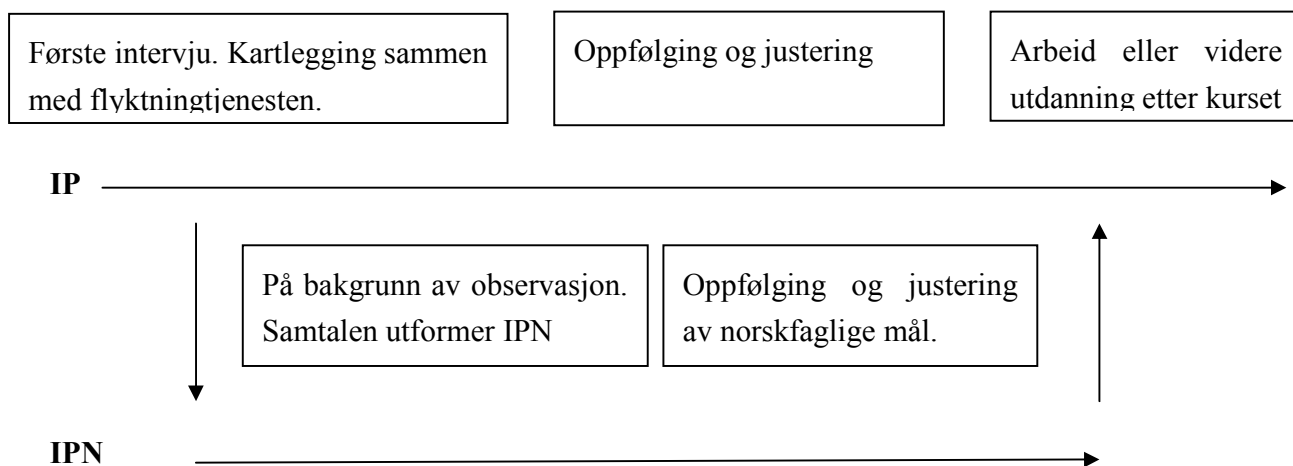 Første intervju. Kartlegging sammen
med flyktningtjenesten.
Oppfølging og justering
Arbeid eller videre
utdanning etter kurset
IP
På bakgrunn av observasjon.
Samtalen utformer IPN
Oppfølging og justering
av norskfaglige mål.
IPN